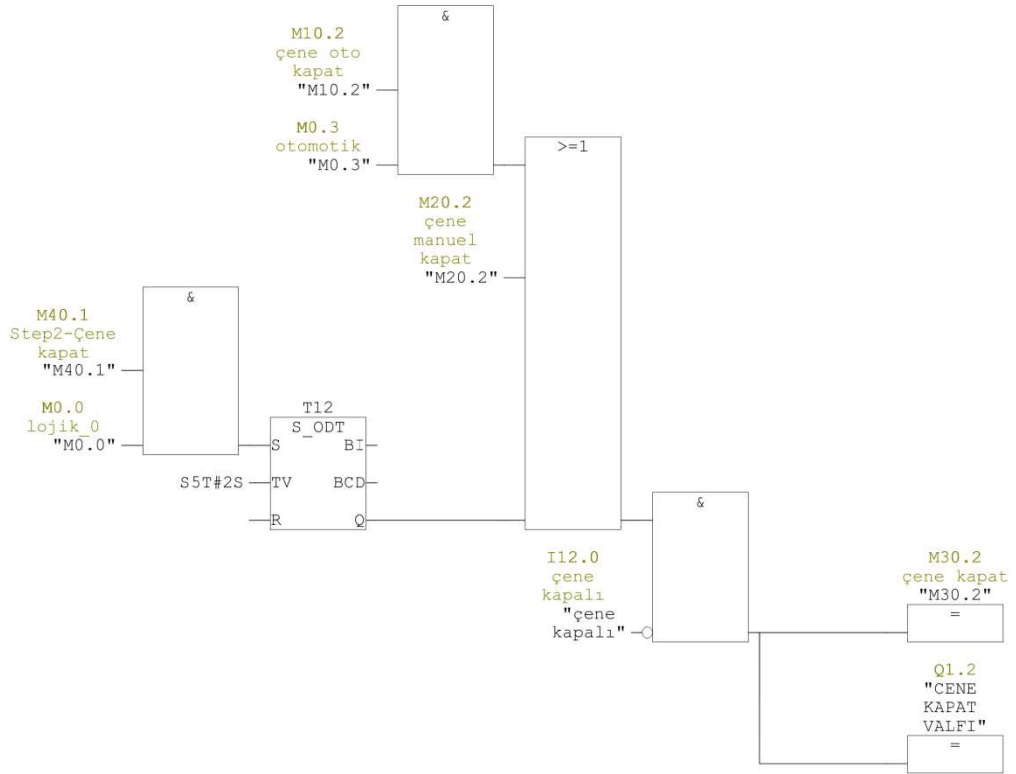 &
M10.2
çene oto
kapat
"M10.2"
M0.3
otomotik
"M0.3"
>=1
M20.2
çene
manuel
kapat
"M20.2"
&
M40.1
Step2-Çene
kapat
"M40.1"
M0.0
lojik_0
"M0.0"
T12
S_ODT
S BI
S5T#2S TV BCD
R Q
&
I12.0
çene
kapalı
"çene
kapalı"
M30.2
çene kapat
"M30.2"
=
Q1.2
"CENE
KAPAT
VALFI"
=